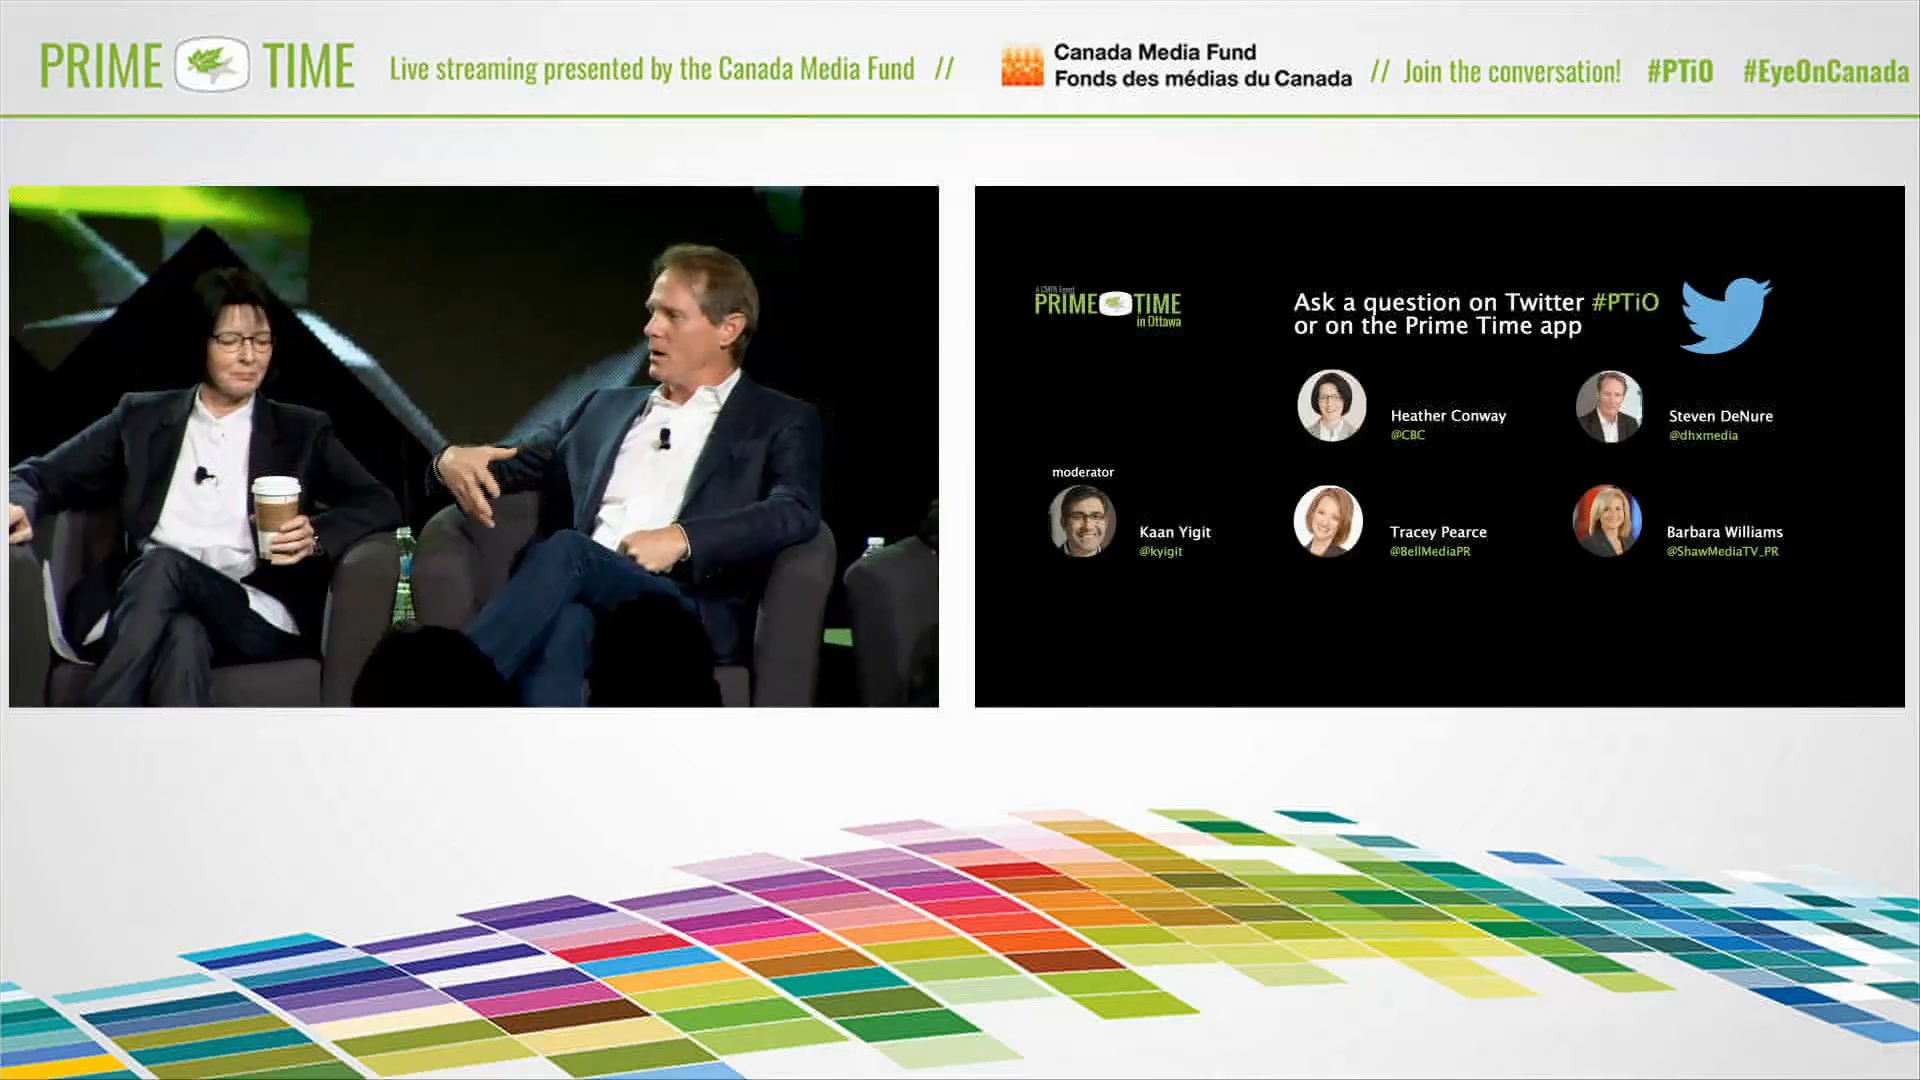 PRIME TIME
Live streaming presented by the Canada Media Fund //
Canada Media Fund
Fonds des médias du Canada
// Join the conversation! #PTiO #EyeOnCanada
A CMPA Event
PRIME TIME
in Ottawa
Ask a question on Twitter #PTiO
or on the Prime Time app
Heather Conway
@CBC
Steven DeNure
@dhxmedia
moderator
Kaan Yigit
@kyigit
Tracey Pearce
@BellMediaPR
Barbara Williams
@ShawMediaTV_PR